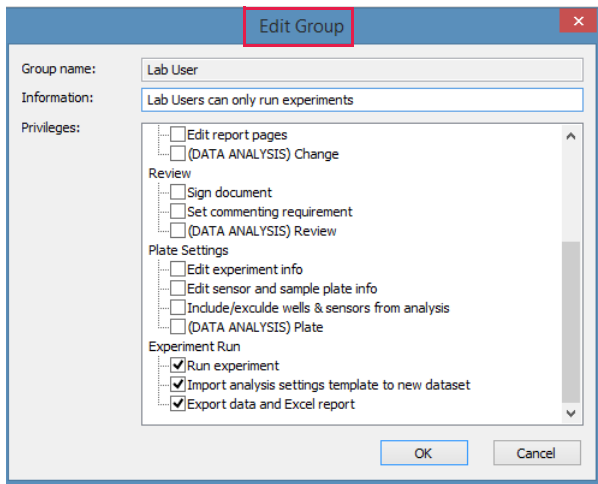 Edit Group
Group name: Lab User
Information: Lab Users can only run experiments
Privileges:
Edit report pages
(DATA ANALYSIS) Change
Review
Sign document
Set commenting requirement
(DATA ANALYSIS) Review
Plate Settings
Edit experiment info
Edit sensor and sample plate info
Include/exculde wells & sensors from analysis
(DATA ANALYSIS) Plate
Experiment Run
Run experiment
Import analysis settings template to new dataset
Export data and Excel report
OK Cancel